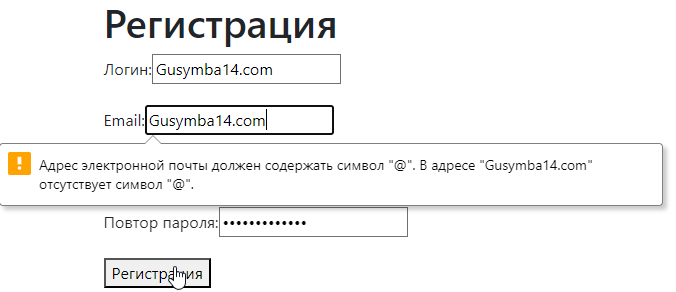 Регистрация
Логин: Gusymba14.com
Email: Gusymba14.com
Адрес электронной почты должен содержать символ "@". В адресе "Gusymba14.com"
отсутствует символ "@".
Повтор пароля: •••••••••••••
Регистрация